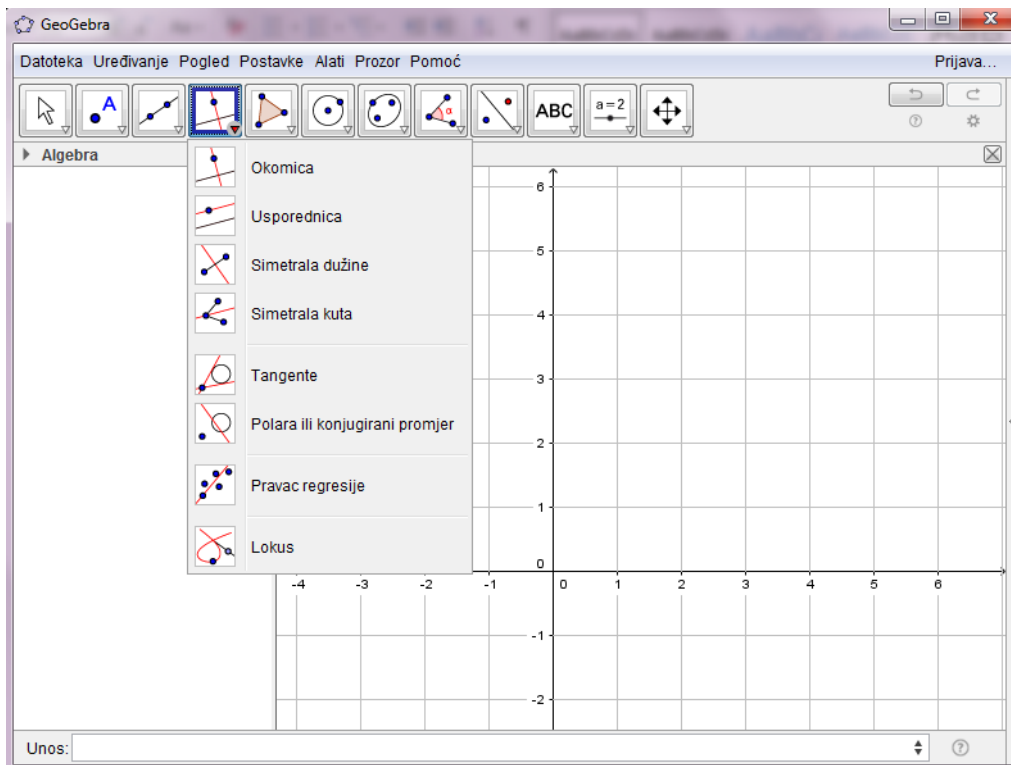 GeoGebra
Datoteka Uređivanje Pogled Postavke Alati Prozor Pomoć Prijava...
A α ABC a=2
Algebra
Okomica
Usporednica
Simetrala dužine
Simetrala kuta
Tangente
Polara ili konjugirani promjer
Pravac regresije
Lokus
6
5
4
3
2
1
0
-4 -3 -2 -1 0 1 2 3 4 5 6
-1
-2
Unos: